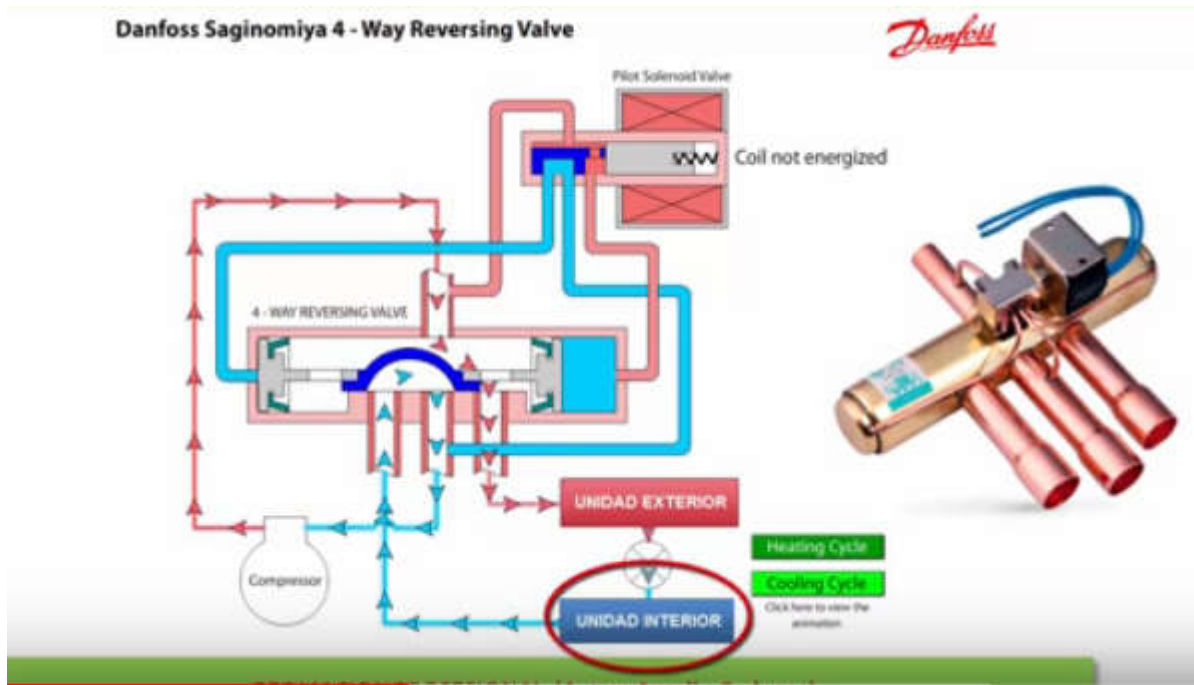 Danfoss Saginomiya 4 - Way Reversing Valve
Danfoss
Pilot Solenoid Valve
Coil not energized
4 - WAY REVERSING VALVE
UNIDAD EXTERIOR
Heating Cycle
Compressor
Cooling Cycle
UNIDAD INTERIOR
Click here to view the
animation